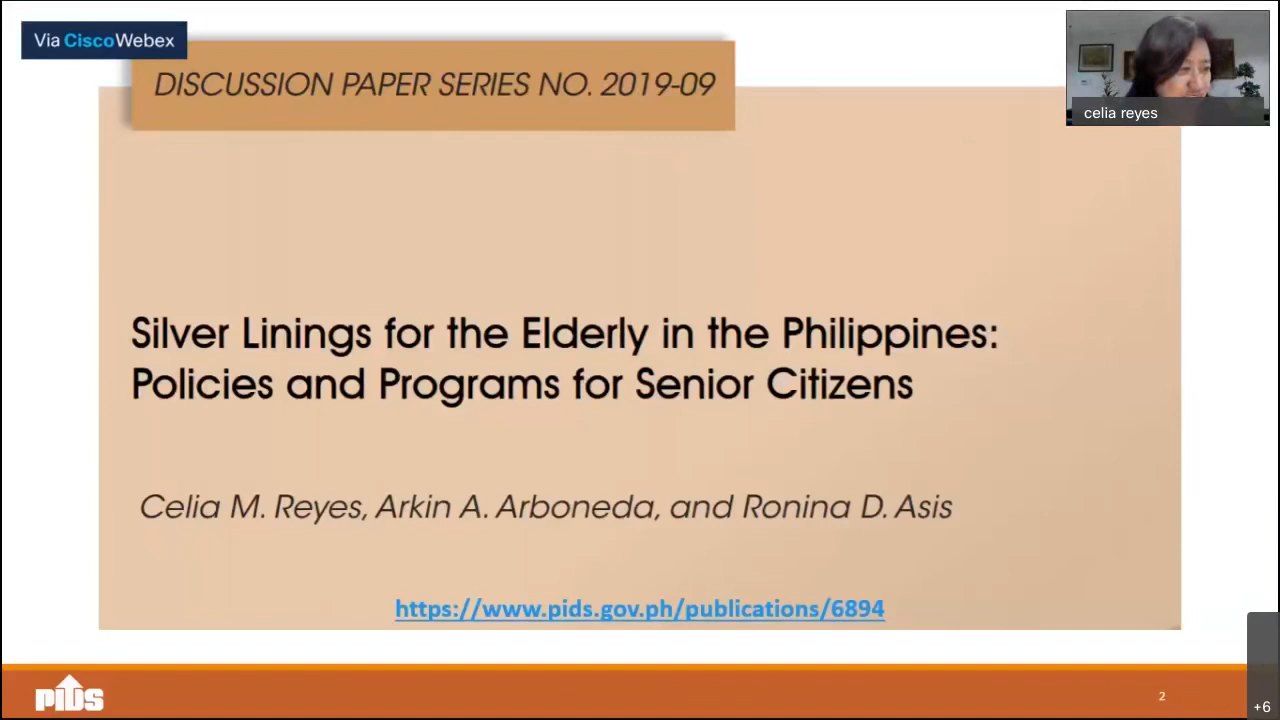 Via CiscoWebex
DISCUSSION PAPER SERIES NO. 2019-09
celia reyes
Silver Linings for the Elderly in the Philippines:
Policies and Programs for Senior Citizens
Celia M. Reyes, Arkin A. Arboneda, and Ronina D. Asis
https://www.pids.gov.ph/publications/6894
PIDS
2
+6